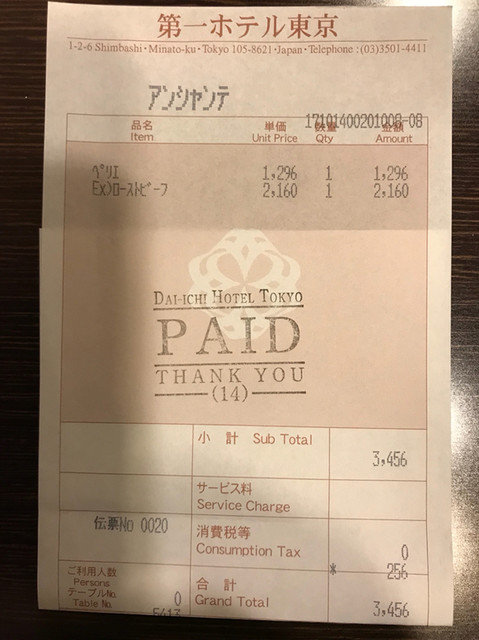 第一ホテル東京
1-2-6 Shimbashi・Minato-ku・Tokyo 105-8621・Japan・Telephone : (03)3501-4411
アンシャンテ
17101400201008-08
品名 単価 数量 金額
Item Unit Price Qty Amount
ペリエ 1,296 1 1,296
Ex)ローストビーフ 2,160 1 2,160
DAI-ICHI HOTEL TOKYO
PAID
THANK YOU
(14)
小 計 Sub Total
3,456
サービス料
Service Charge
伝票No 0020
消費税等
Consumption Tax 0
* 256
ご利用人数
Persons
テーブルNo. 0
Table No.
5413
合 計
Grand Total 3,456